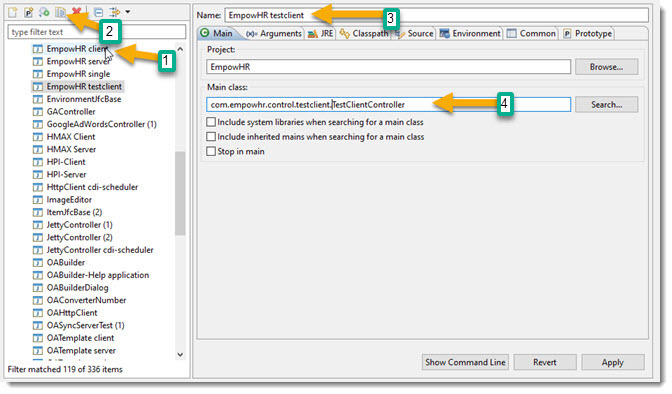 2
1
type filter text
EmpowHR client
EmpowHR server
EmpowHR single
EmpowHR testclient
EnvironmentJfcBase
GAController
GoogleAdWordsController (1)
HMAX Client
HMAX Server
HPI-Client
HPI-Server
HttpClient cdi-scheduler
ImageEditor
ItemJfcBase (2)
JettyController (1)
JettyController (2)
JettyController cdi-scheduler
OABuilder
OABuilder-Help application
OABuilderDialog
OAConverterNumber
OAHttpClient
OASyncServerTest (1)
OATemplate client
OATemplate server
Filter matched 119 of 336 items
Name: EmpowHR testclient
3
Main (x)= Arguments JRE Classpath Source Environment Common P Prototype
Project:
EmpowHR Browse...
Main class:
com.empowhr.control.testclient.TestClientController Search...
4
Include system libraries when searching for a main class
Include inherited mains when searching for a main class
Stop in main
Show Command Line Revert Apply